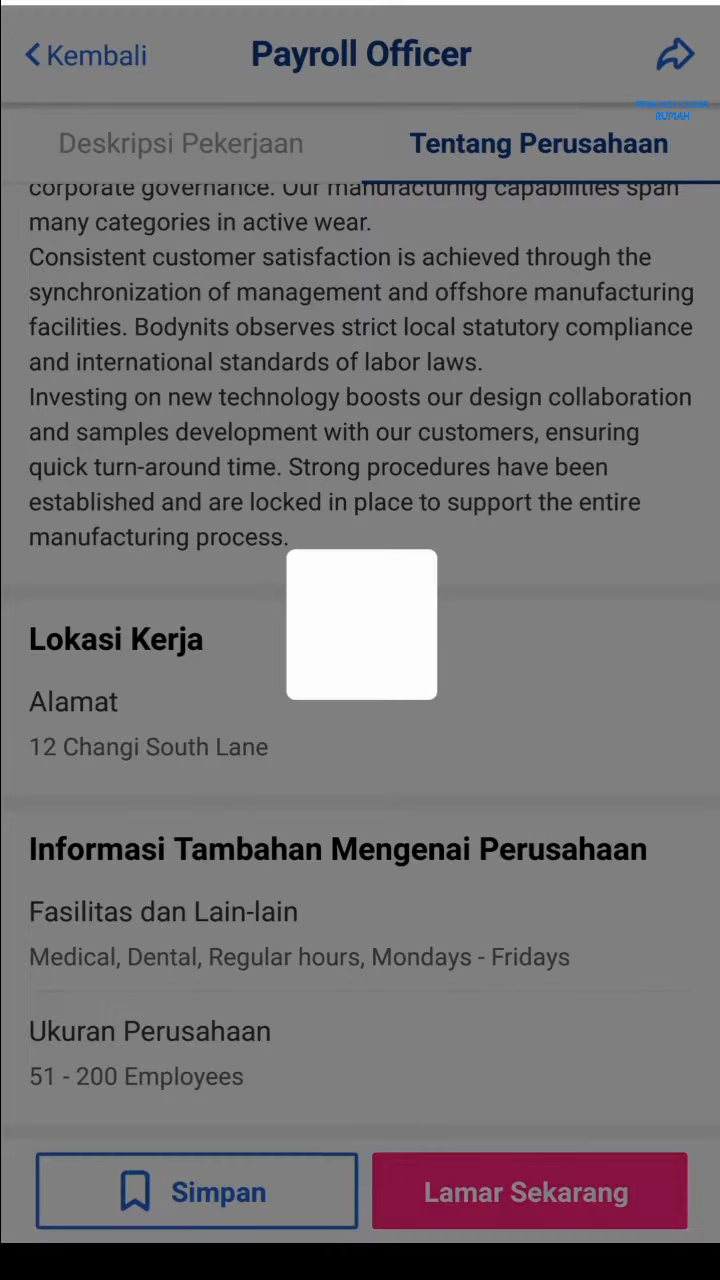 Kembali
Payroll Officer
RUPIAH
Deskripsi Pekerjaan
Tentang Perusahaan
corporate governance. Our manufacturing capabilities span
many categories in active wear.
Consistent customer satisfaction is achieved through the
synchronization of management and offshore manufacturing
facilities. Bodynits observes strict local statutory compliance
and international standards of labor laws.
Investing on new technology boosts our design collaboration
and samples development with our customers, ensuring
quick turn-around time. Strong procedures have been
established and are locked in place to support the entire
manufacturing process.
Lokasi Kerja
Alamat
12 Changi South Lane
Informasi Tambahan Mengenai Perusahaan
Fasilitas dan Lain-lain
Medical, Dental, Regular hours, Mondays - Fridays
Ukuran Perusahaan
51 - 200 Employees
Simpan
Lamar Sekarang